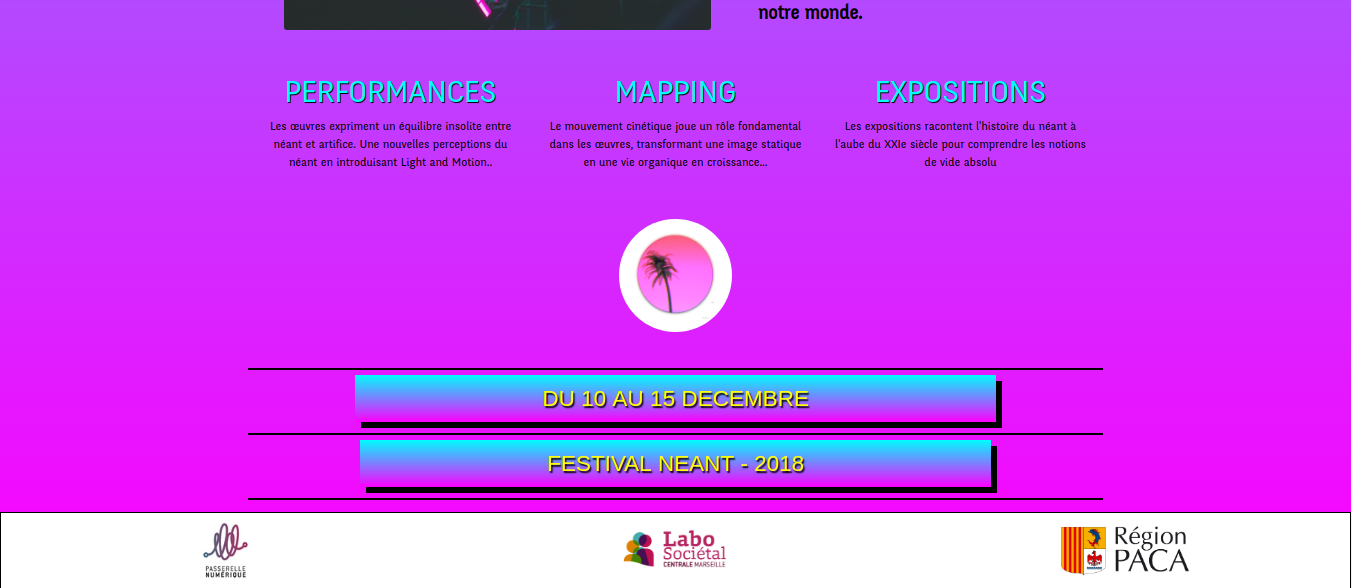 notre monde.
PERFORMANCES
Les œuvres expriment un équilibre insolite entre
néant et artifice. Une nouvelles perceptions du
néant en introduisant Light and Motion..
MAPPING
Le mouvement cinétique joue un rôle fondamental
dans les œuvres, transformant une image statique
en une vie organique en croissance...
EXPOSITIONS
Les expositions racontent l'histoire du néant à
l'aube du XXIe siècle pour comprendre les notions
de vide absolu
DU 10 AU 15 DECEMBRE
FESTIVAL NEANT - 2018
PASSERELLE
NUMÉRIQUE
Labo
Sociétal
CENTRALE MARSEILLE
Région
PACA